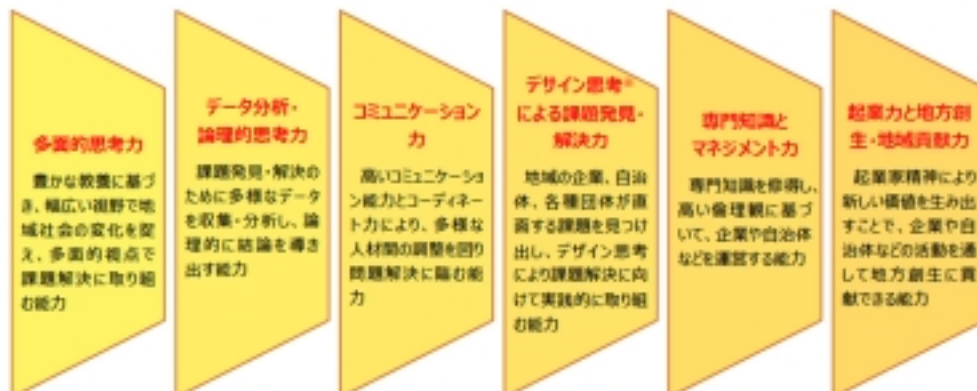 多面的思考力
豊かな教養に基づ
き、幅広い視野で地
域社会の変化を捉
え、多面的視点で
課題解決に取り組
む能力
データ分析・
論理的思考力
課題発見・解決の
ために多様なデータ
を収集・分析し、論
理的に結論を導き
出す能力
コミュニケーション
力
高いコミュニケーショ
ン能力とコーディネー
ト力により、多様な
人材間の調整を図り
問題解決に臨む能
力
デザイン思考※
による課題発見・
解決力
地域の企業、自治
体、各種団体が直
面する課題を見つけ
出し、デザイン思考
により課題解決に向
けて実践的に取り組
む能力
専門知識と
マネジメント力
専門知識を修得し、
高い倫理観に基づ
いて、企業や自治体
などを運営する能力
起業力と地方創
生・地域貢献力
起業家精神により
新しい価値を生み出
すことで、企業や自
治体などの活動を通
して地方創生に貢
献できる能力